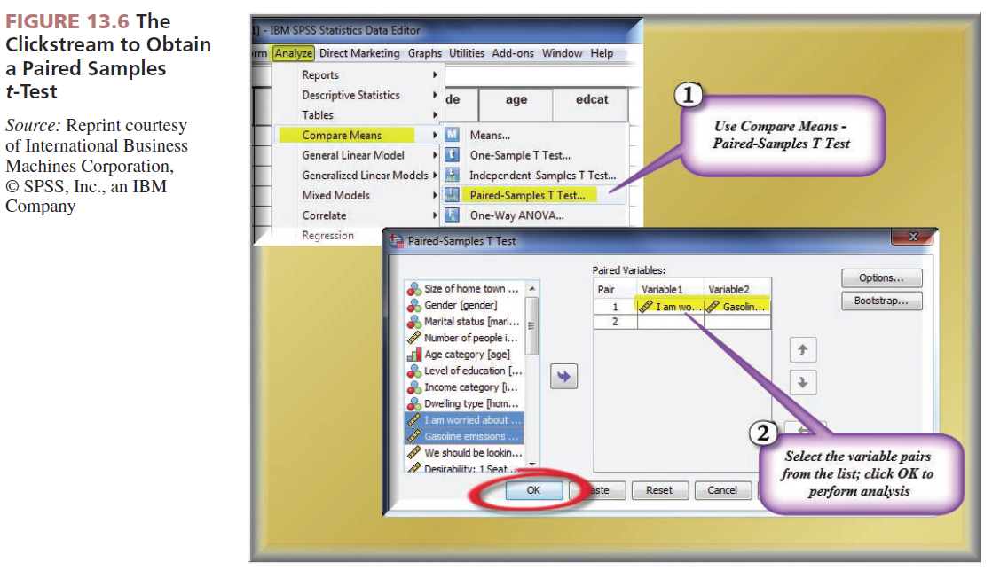 FIGURE 13.6 The
Clickstream to Obtain
a Paired Samples
t-Test
Source: Reprint courtesy
of International Business
Machines Corporation,
© SPSS, Inc., an IBM
Company
1] - IBM SPSS Statistics Data Editor
rm Analyze Direct Marketing Graphs Utilities Add-ons Window Help
Reports
Descriptive Statistics
Tables
Compare Means
General Linear Model
Generalized Linear Models
Mixed Models
Correlate
Regression
de age edcat
M Means...
One-Sample T Test...
Independent-Samples T Test...
Paired-Samples T Test...
One-Way ANOVA...
1
Use Compare Means -
Paired-Samples T Test
Paired-Samples T Test
Size of home town ...
Gender [gender]
Marital status [mari...
Number of people i...
Age category [age]
Level of education [...
Income category [i...
Dwelling type [hom...
I am worried about ...
Gasoline emissions ...
We should be lookin...
Desirability: 1 Seat ...
Paired Variables:
Pair Variable1 Variable2
1 I am wo... Gasolin...
2
Options...
Bootstrap...
2
Select the variable pairs
from the list; click OK to
perform analysis
OK aste Reset Cancel